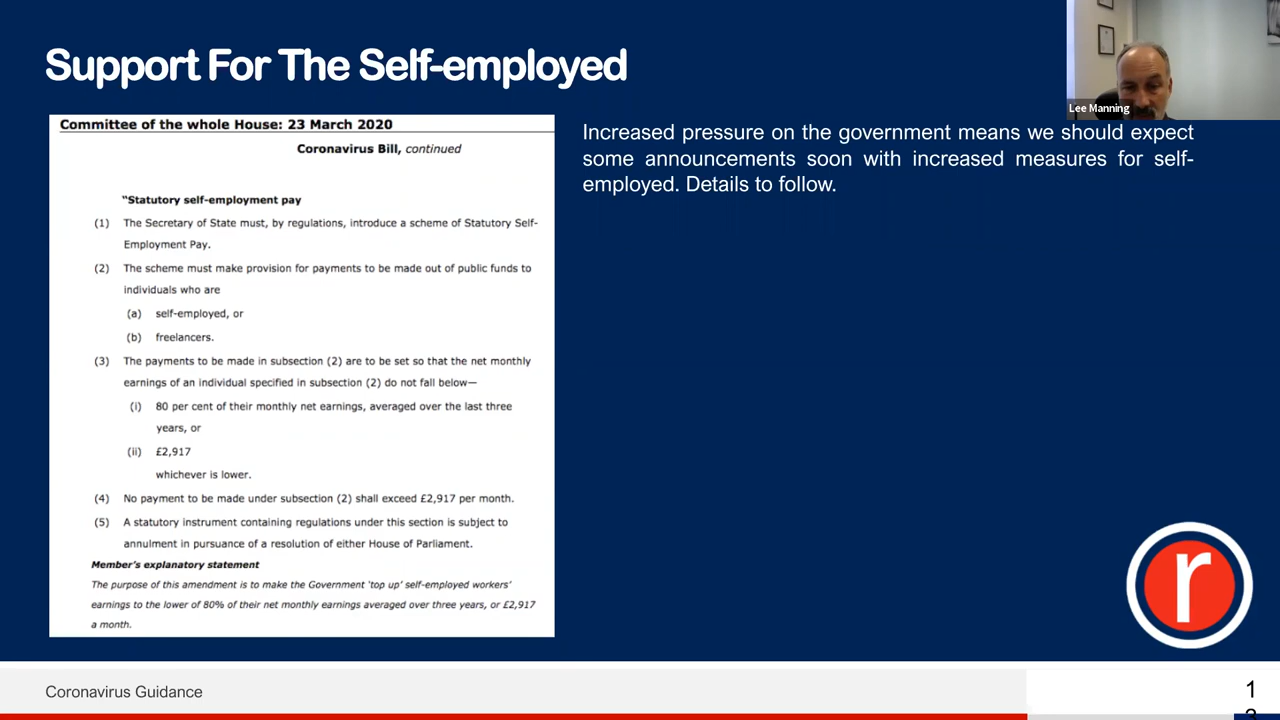 Support For The Self-employed
Lee Manning
Committee of the whole House: 23 March 2020
Coronavirus Bill, continued
"Statutory self-employment pay
(1) The Secretary of State must, by regulations, introduce a scheme of Statutory Self-
Employment Pay.
(2) The scheme must make provision for payments to be made out of public funds to
individuals who are
(a) self-employed, or
(b) freelancers.
(3) The payments to be made in subsection (2) are to be set so that the net monthly
earnings of an individual specified in subsection (2) do not fall below—
(i) 80 per cent of their monthly net earnings, averaged over the last three
years, or
(ii) £2,917
whichever is lower.
(4) No payment to be made under subsection (2) shall exceed £2,917 per month.
(5) A statutory instrument containing regulations under this section is subject to
annulment in pursuance of a resolution of either House of Parliament.
Member's explanatory statement
The purpose of this amendment is to make the Government 'top up' self-employed workers'
earnings to the lower of 80% of their net monthly earnings averaged over three years, or £2,917
a month.
Increased pressure on the government means we should expect
some announcements soon with increased measures for self-
employed. Details to follow.
r
Coronavirus Guidance
1
3